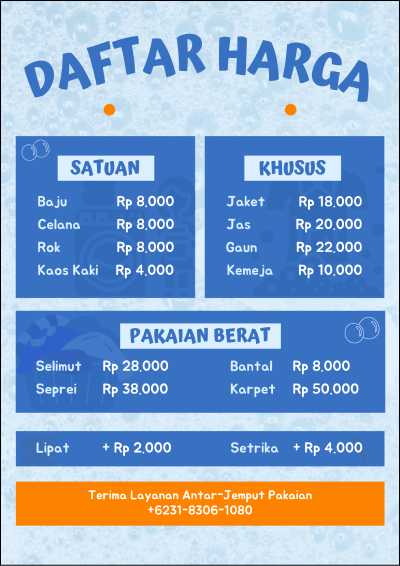 DAFTAR HARGA
SATUAN
Baju Rp 8,000
Celana Rp 8,000
Rok Rp 8,000
Kaos Kaki Rp 4,000
KHUSUS
Jaket Rp 18,000
Jas Rp 20,000
Gaun Rp 22,000
Kemeja Rp 10,000
PAKAIAN BERAT
Selimut Rp 28,000 Bantal Rp 8,000
Seprei Rp 38,000 Karpet Rp 50,000
Lipat + Rp 2,000 Setrika + Rp 4,000
Terima Layanan Antar-Jemput Pakaian
+6231-8306-1080